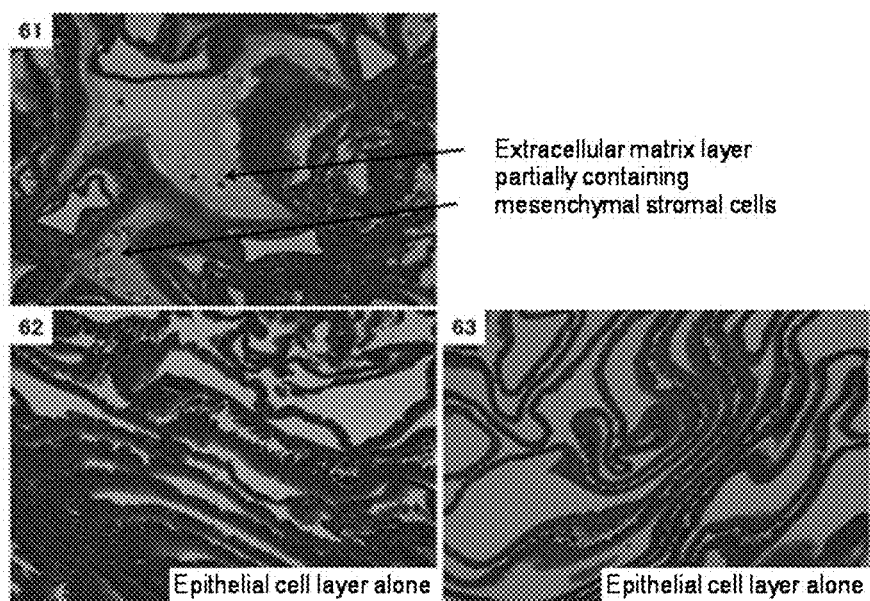 61
Extracellular matrix layer
partially containing
mesenchymal stromal cells
62
Epithelial cell layer alone
63
Epithelial cell layer alone